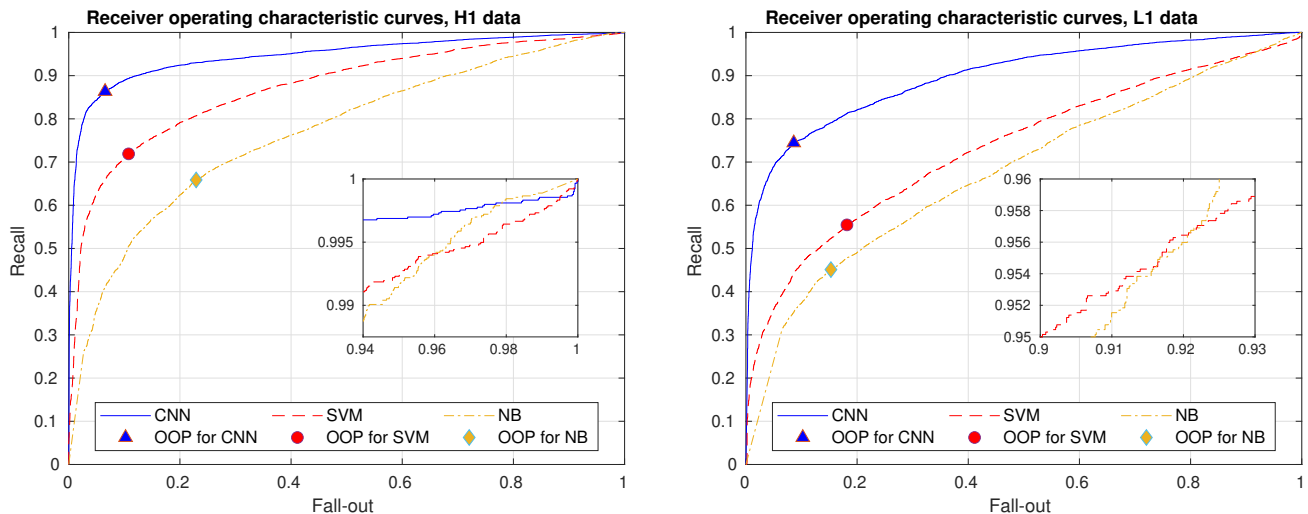 Receiver operating characteristic curves, H1 data
1
0.9
0.8
0.7
0.6
0.5
0.4
0.3
0.2
0.1
0
Recall
0 0.2 0.4 0.6 0.8 1
Fall-out
1
0.995
0.99
0.94 0.96 0.98 1
CNN SVM NB
OOP for CNN OOP for SVM OOP for NB
Receiver operating characteristic curves, L1 data
1
0.9
0.8
0.7
0.6
0.5
0.4
0.3
0.2
0.1
0
Recall
0 0.2 0.4 0.6 0.8 1
Fall-out
0.96
0.958
0.956
0.954
0.952
0.95
0.9 0.91 0.92 0.93
CNN SVM NB
OOP for CNN OOP for SVM OOP for NB